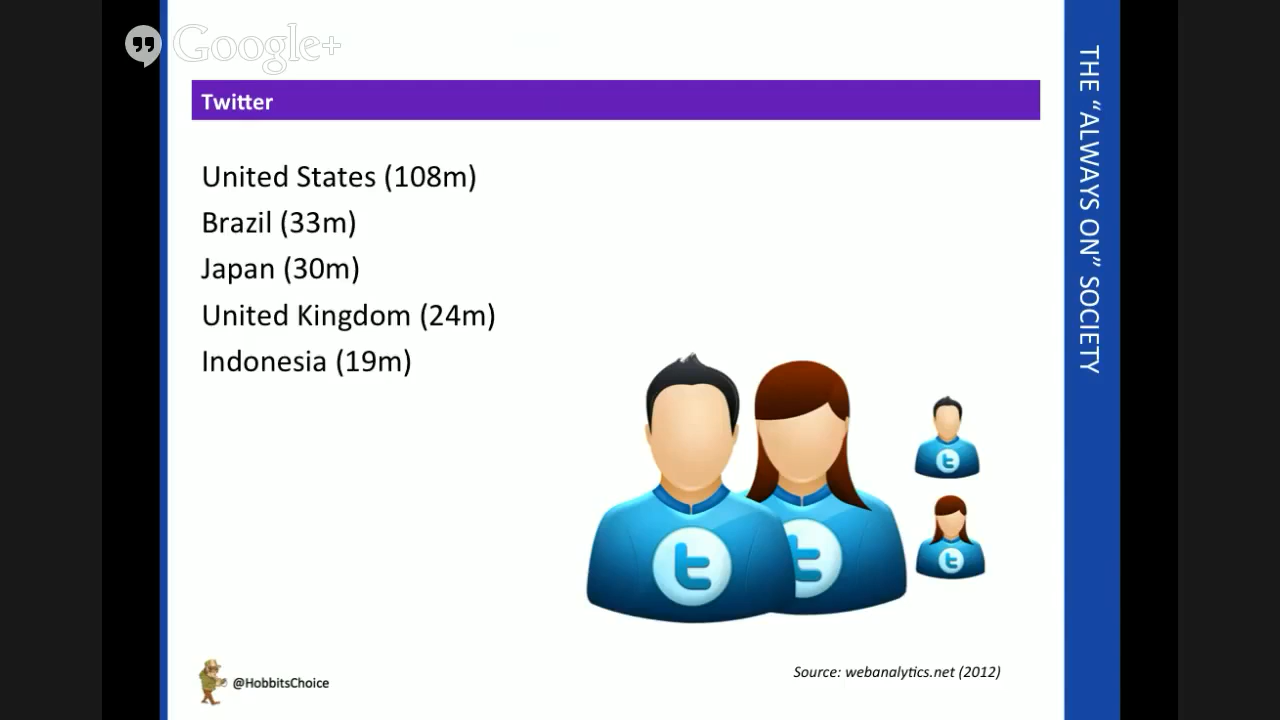 Google+
Twitter
United States (108m)
Brazil (33m)
Japan (30m)
United Kingdom (24m)
Indonesia (19m)
THE “ALWAYS ON” SOCIETY
t
t
t
t
@HobbitsChoice
Source: webanalytics.net (2012)